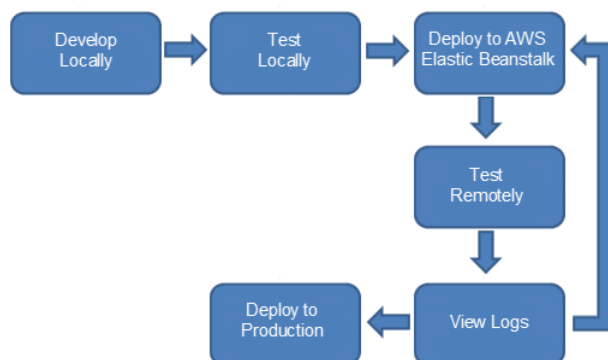 Develop
Locally
Test
Locally
Deploy to AWS
Elastic Beanstalk
Test
Remotely
Deploy to
Production
View Logs